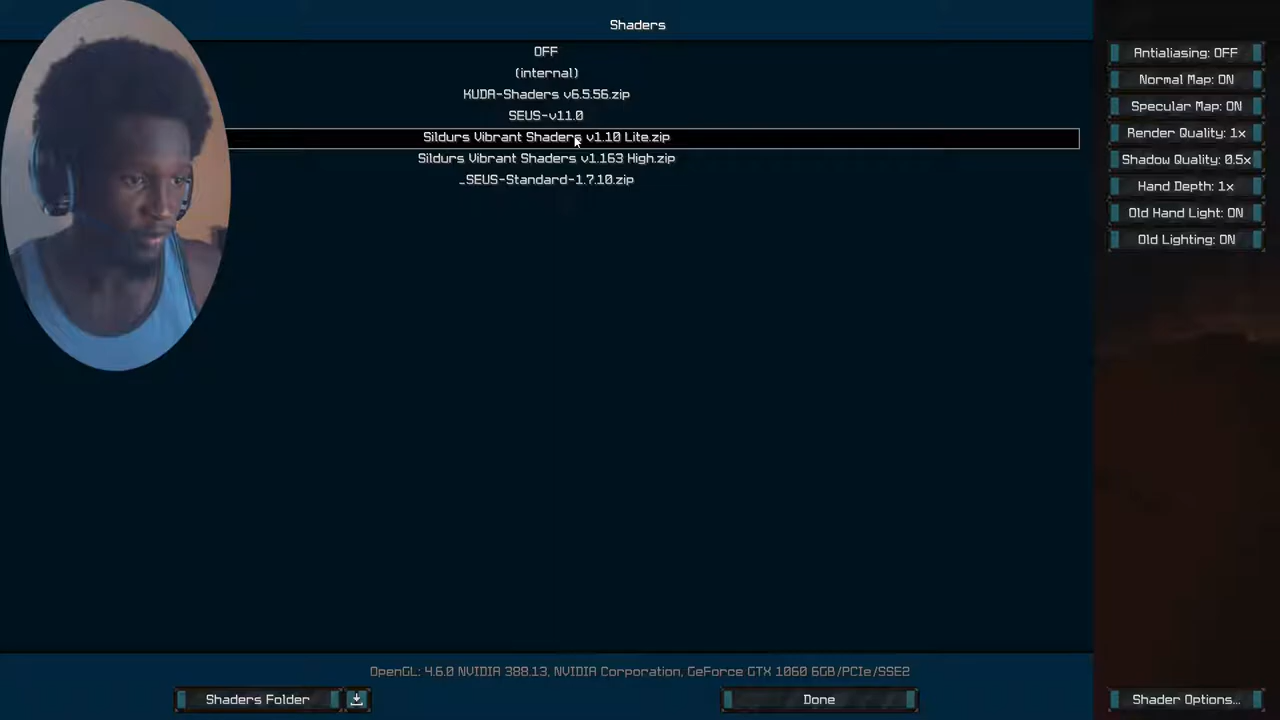 Shaders
OFF
(internal)
KUDA-Shaders v6.5.56.zip
SEUS-v11.0
Sildurs Vibrant Shaders v1.10 Lite.zip
Sildurs Vibrant Shaders v1.163 High.zip
_SEUS-Standard-1.7.10.zip
Antialiasing: OFF
Normal Map: ON
Specular Map: ON
Render Quality: 1x
Shadow Quality: 0.5x
Hand Depth: 1x
Old Hand Light: ON
Old Lighting: ON
OpenGL: 4.6.0 NVIDIA 388.13, NVIDIA Corporation, GeForce GTX 1060 6GB/PCIe/SSE2
Shaders Folder
Done
Shader Options...